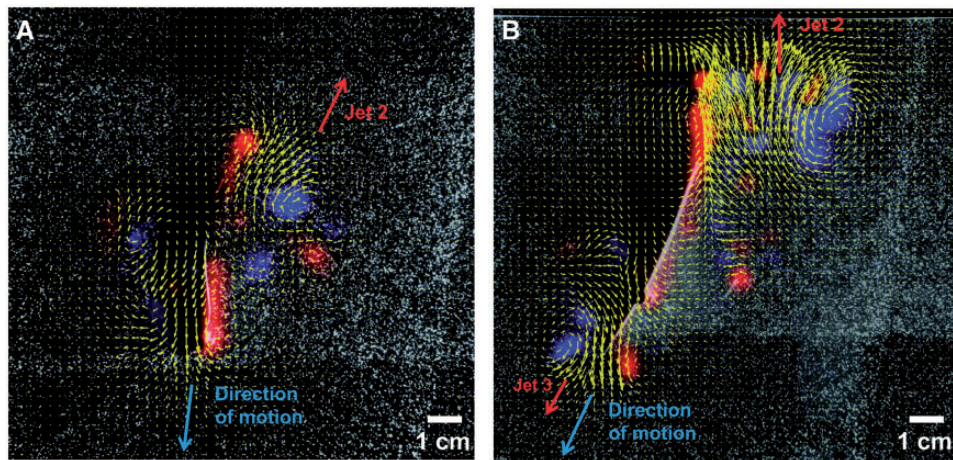 A
Jet 2
Direction
of motion
1 cm
B
Jet 2
Jet 3
Direction
of motion
1 cm